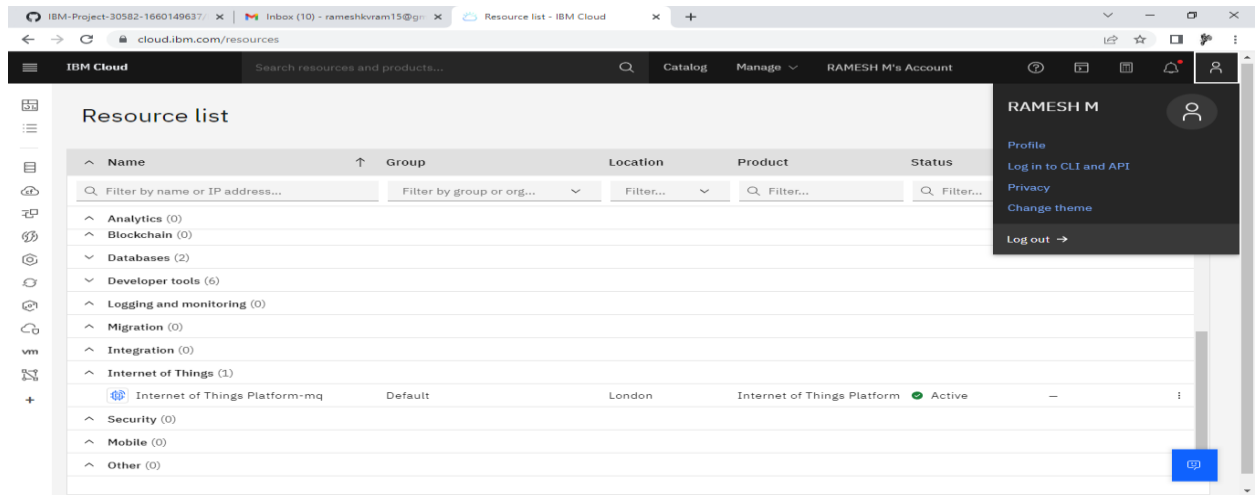 IBM-Project-30582-1660149637/ Inbox (10) - rameshkvram15@gm Resource list - IBM Cloud
cloud.ibm.com/resources
IBM Cloud Search resources and products... Catalog Manage RAMESH M's Account
RAMESH M
Profile
Log in to CLI and API
Privacy
Change theme
Log out →
Resource list
Name Group Location Product Status
Filter by name or IP address... Filter by group or org... Filter... Filter... Filter...
Analytics (0)
Blockchain (0)
Databases (2)
Developer tools (6)
Logging and monitoring (0)
Migration (0)
vm
Integration (0)
Internet of Things (1)
Internet of Things Platform-mq Default London Internet of Things Platform Active –
Security (0)
Mobile (0)
Other (0)